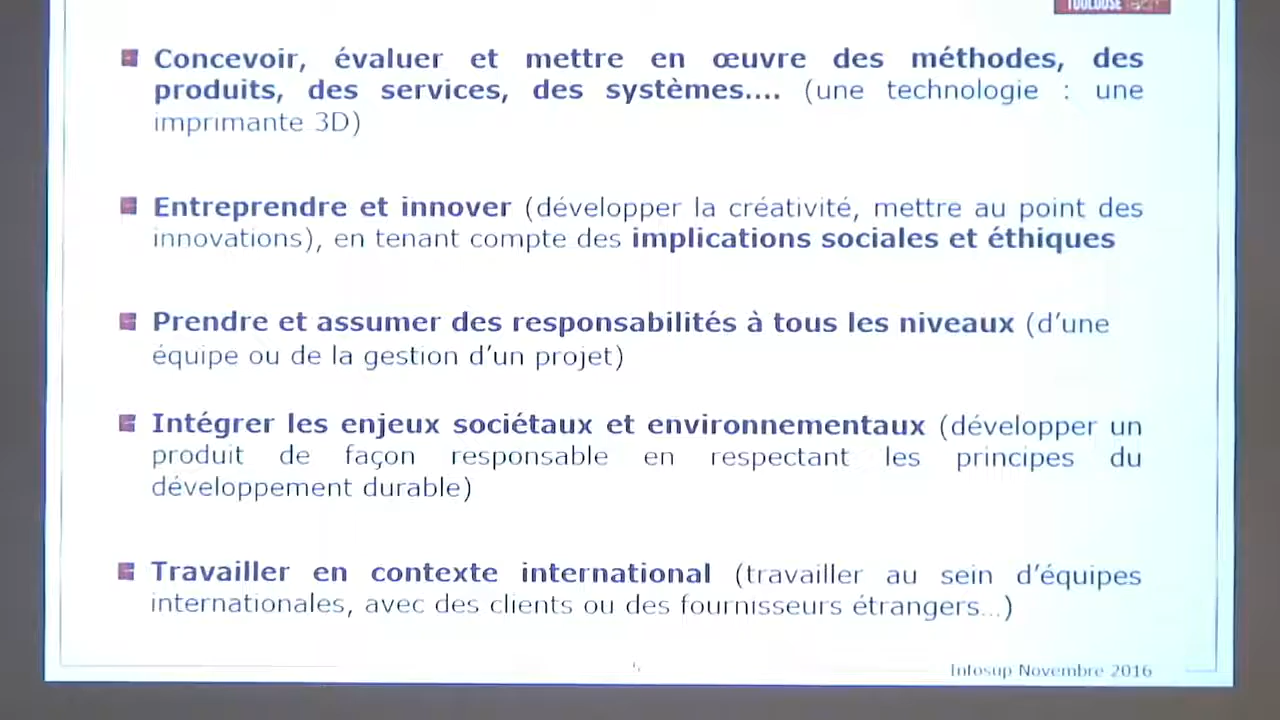 TOULOUSE
Concevoir, évaluer et mettre en œuvre des méthodes, des
produits, des services, des systèmes.... (une technologie : une
imprimante 3D)
Entreprendre et innover (développer la créativité, mettre au point des
innovations), en tenant compte des implications sociales et éthiques
Prendre et assumer des responsabilités à tous les niveaux (d'une
équipe ou de la gestion d'un projet)
Intégrer les enjeux sociétaux et environnementaux (développer un
produit de façon responsable en respectant les principes du
développement durable)
Travailler en contexte international (travailler au sein d'équipes
internationales, avec des clients ou des fournisseurs étrangers...)
Infosup Novembre 2016